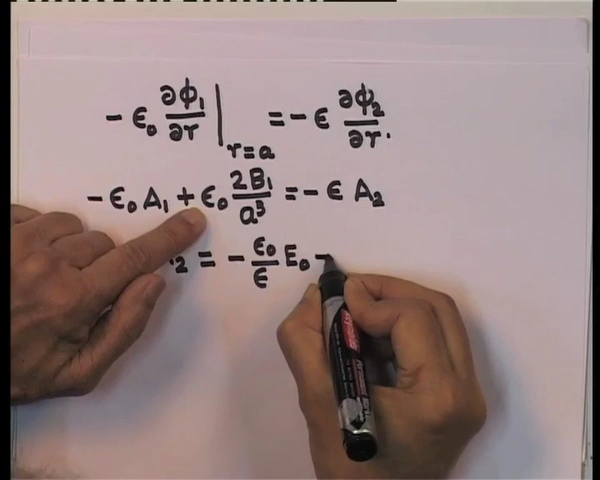 - ϵ₀ ∂ϕ₁/∂r |r=a = - ϵ ∂ϕ₂/∂r.
- ϵ₀ A₁ + ϵ₀ 2B₁/a³ = - ϵ A₂
₂ = - ϵ₀/ϵ E₀ -